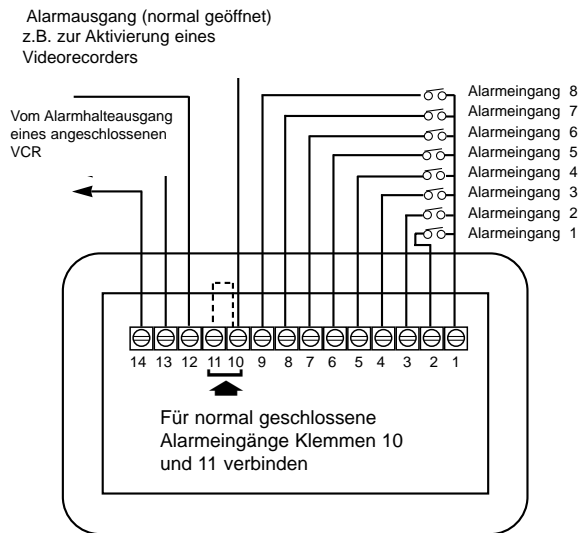 Alarmausgang (normal geöffnet)
z.B. zur Aktivierung eines
Videorecorders
Vom Alarmhalteausgang
eines angeschlossenen
VCR
Alarmeingang 8
Alarmeingang 7
Alarmeingang 6
Alarmeingang 5
Alarmeingang 4
Alarmeingang 3
Alarmeingang 2
Alarmeingang 1
14 13 12 11 10 9 8 7 6 5 4 3 2 1
Für normal geschlossene
Alarmeingänge Klemmen 10
und 11 verbinden